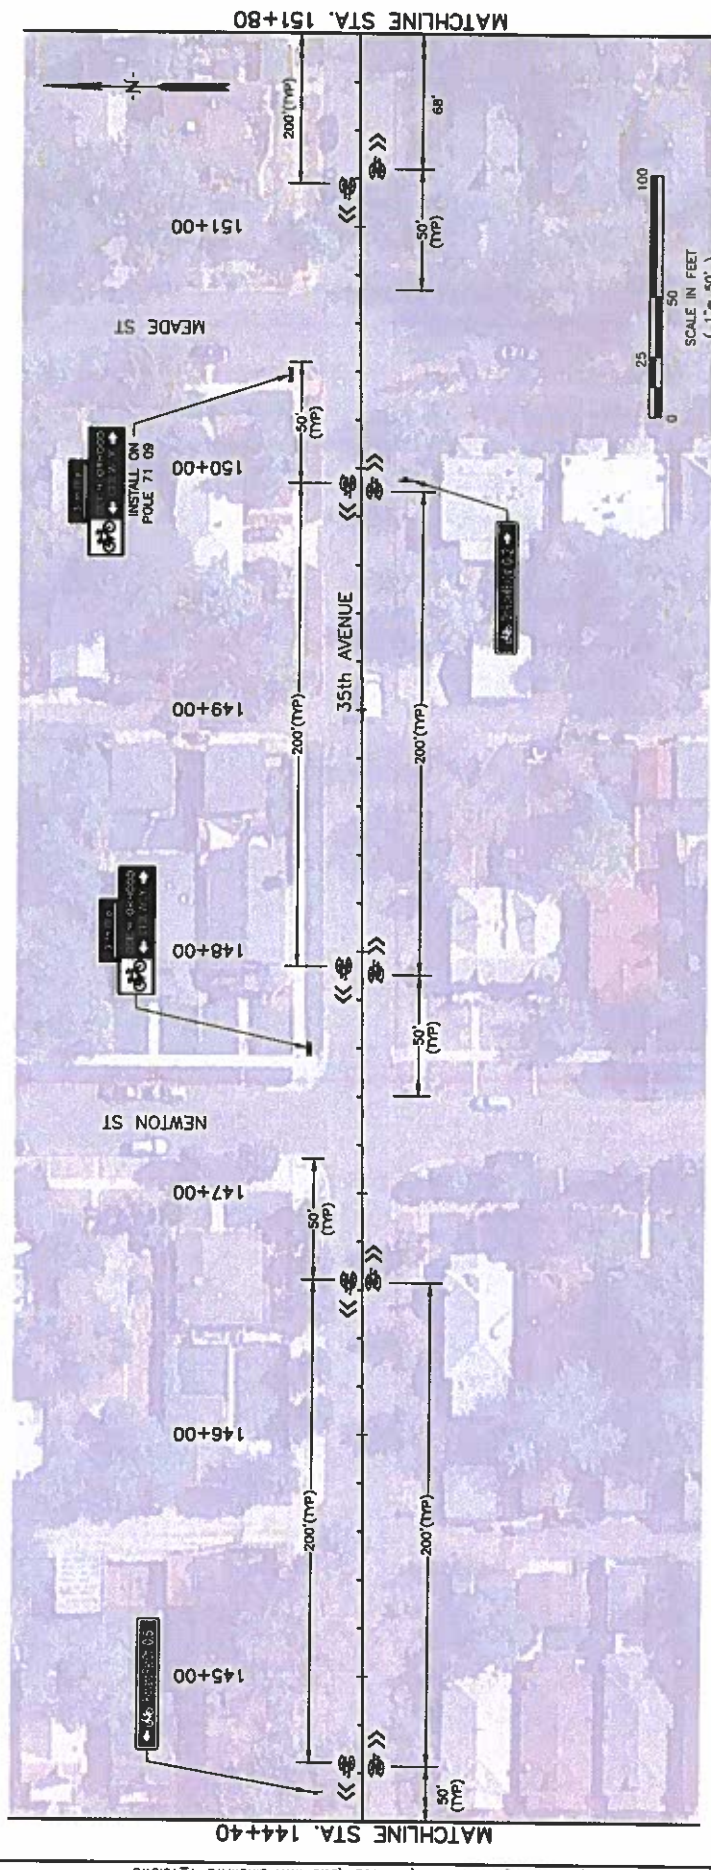 MATCHLINE STA. 151+80
200'(TYP)
68'
-N-
151+00
50'
(TYP)
MEADE ST
100
50
25
0
SCALE IN FEET
( 1"= 50' )
INSTALL ON
POLE 71 09
50'
(TYP)
150+00
35th AVENUE
149+00
200'(TYP)
200'(TYP)
148+00
50'
(TYP)
NEWTON ST
147+00
50'
(TYP)
146+00
200'(TYP)
200'(TYP)
145+00
50'
(TYP)
MATCHLINE STA. 144+40